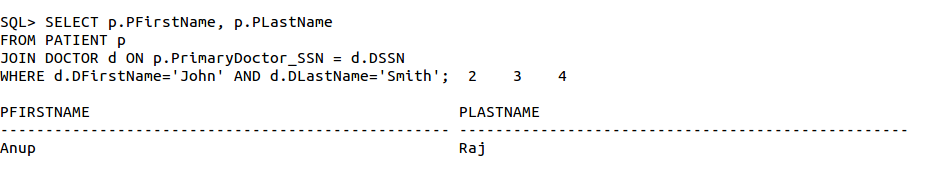 SQL> SELECT p.PFirstName, p.PLastName
FROM PATIENT p
JOIN DOCTOR d ON p.PrimaryDoctor_SSN = d.DSSN
WHERE d.DFirstName='John' AND d.DLastName='Smith';  2    3    4
PFIRSTNAME                                         PLASTNAME
-------------------------------------------------- --------------------------------------------------
Anup                                               Raj